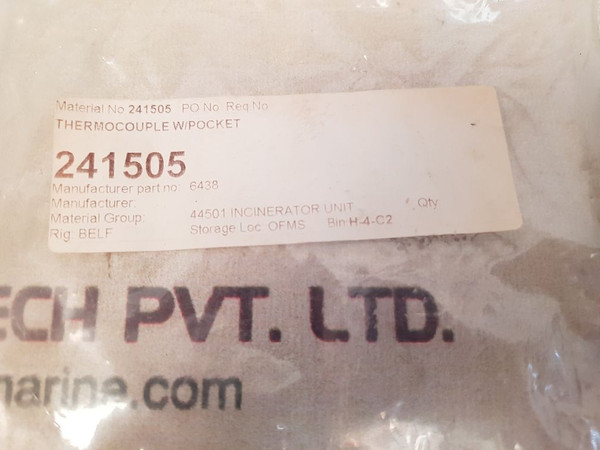 Material No 241505 PO No Req No
THERMOCOUPLE W/POCKET
241505
Manufacturer part no: 6438
Manufacturer:
Material Group: 44501 INCINERATOR UNIT Qty
Rig: BELF Storage Loc: OFMS Bin:H-4-C2
ECH PVT. LTD.
marine.com